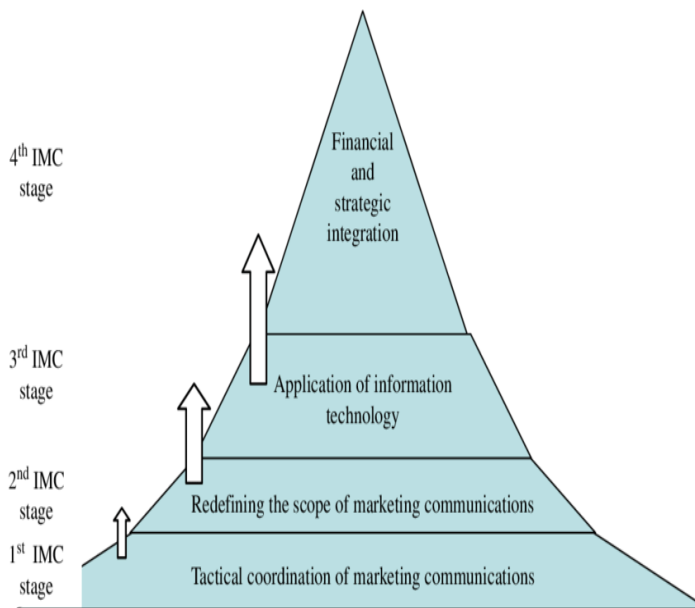 4th IMC
stage
Financial
and
strategic
integration
3rd IMC
stage
Application of information
technology
2nd IMC
stage
Redefining the scope of marketing communications
1st IMC
stage
Tactical coordination of marketing communications